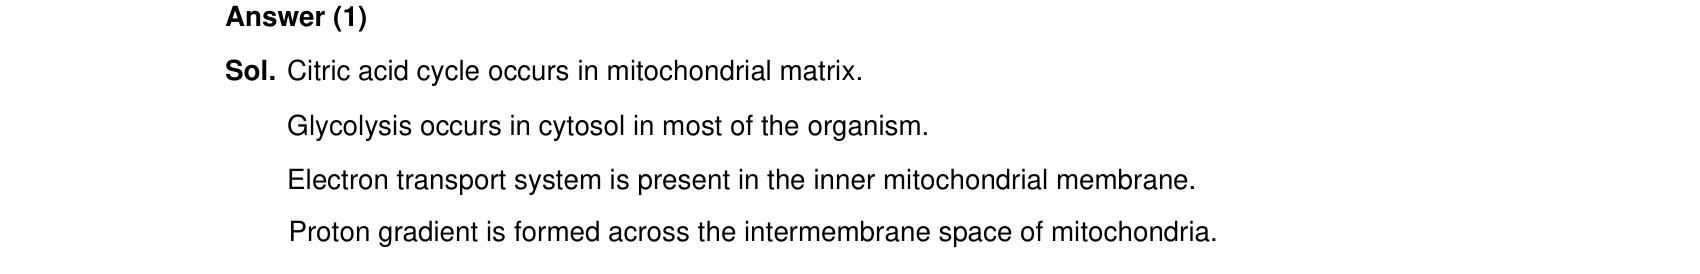 Answer (1)
Sol. Citric acid cycle occurs in mitochondrial matrix.
Glycolysis occurs in cytosol in most of the organism.
Electron transport system is present in the inner mitochondrial membrane.
Proton gradient is formed across the intermembrane space of mitochondria.